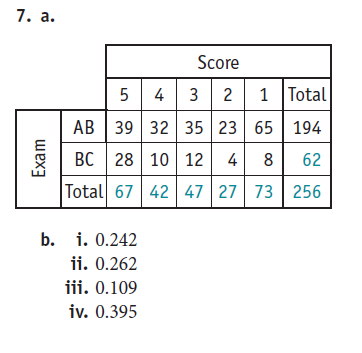 7. a.
Score
5 4 3 2 1 Total
Exam
AB 39 32 35 23 65 194
BC 28 10 12 4 8 62
Total 67 42 47 27 73 256
b. i. 0.242
ii. 0.262
iii. 0.109
iv. 0.395